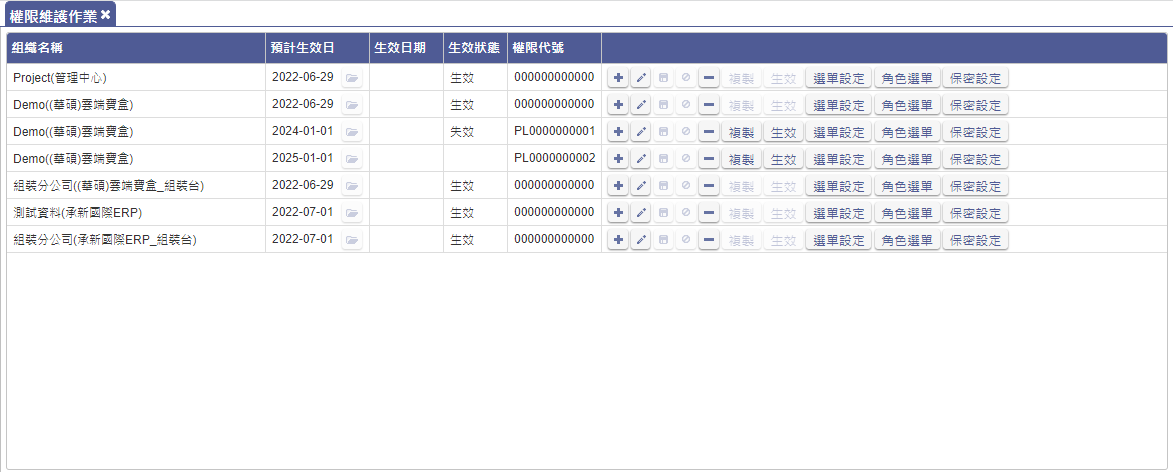 權限維護作業
組織名稱 預計生效日 生效日期 生效狀態 權限代號
Project(管理中心) 2022-06-29 生效 000000000000 複製 生效 選單設定 角色選單 保密設定
Demo((華碩)雲端寶盒) 2022-06-29 生效 000000000000 複製 生效 選單設定 角色選單 保密設定
Demo((華碩)雲端寶盒) 2024-01-01 失效 PL0000000001 複製 生效 選單設定 角色選單 保密設定
Demo((華碩)雲端寶盒) 2025-01-01 PL0000000002 複製 生效 選單設定 角色選單 保密設定
組裝分公司((華碩)雲端寶盒_組裝台) 2022-06-29 生效 000000000000 複製 生效 選單設定 角色選單 保密設定
測試資料(承新國際ERP) 2022-07-01 生效 000000000000 複製 生效 選單設定 角色選單 保密設定
組裝分公司(承新國際ERP_組裝台) 2022-07-01 生效 000000000000 複製 生效 選單設定 角色選單 保密設定